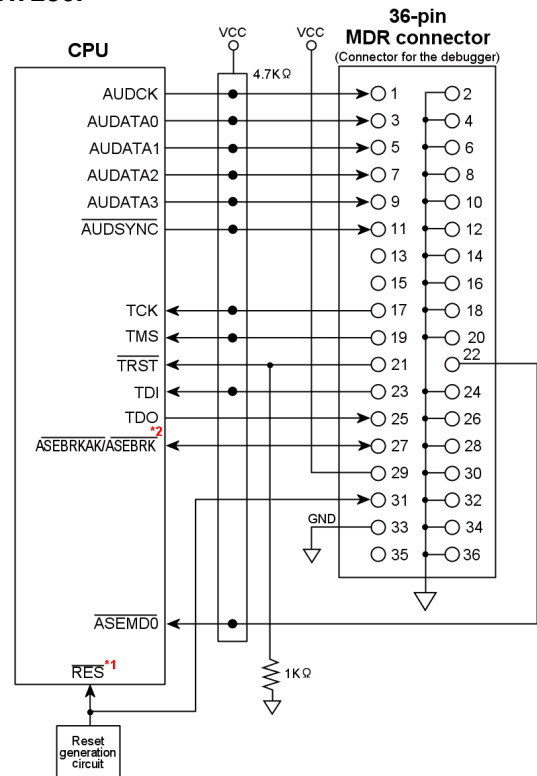 36-pin
MDR connector
(Connector for the debugger)
CPU
VCC
VCC
4.7KΩ
AUDCK
1
2
AUDATA0
3
4
AUDATA1
5
6
AUDATA2
7
8
AUDATA3
9
10
AUDSYNC
11
12
13
14
15
16
TCK
17
18
TMS
19
20
TRST
21
22
TDI
23
24
TDO
25
26
*2
ASEBRKAK/ASEBRK
27
28
29
30
31
32
GND
33
34
35
36
ASEMD0
RES*1
1KΩ
Reset
generation
circuit